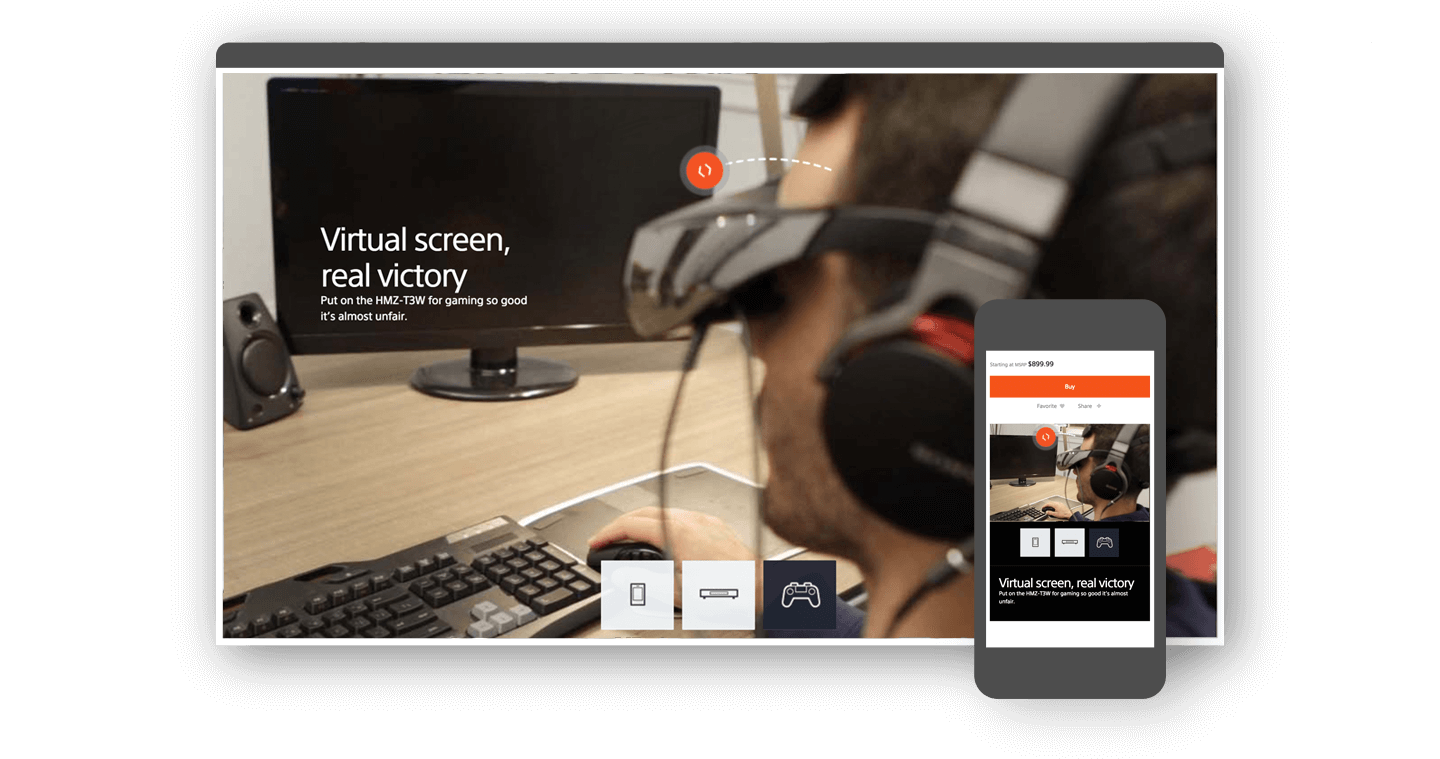 Virtual screen,
real victory
Put on the HMZ-T3W for gaming so good
it's almost unfair.
Starting at MSRP $899.99
Buy
Favorite
Share
Virtual screen, real victory
Put on the HMZ-T3W for gaming so good it's almost
unfair.